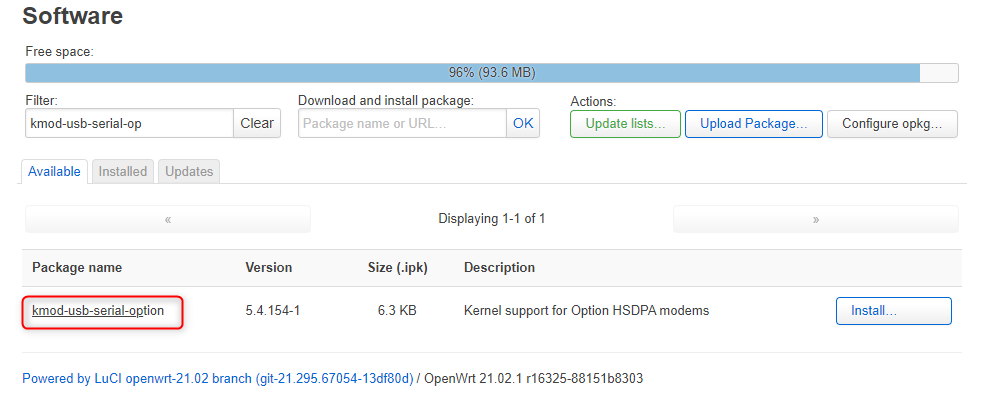 Software
Free space:
96% (93.6 MB)
Filter:
Download and install package:
Actions:
kmod-usb-serial-op Clear Package name or URL... OK Update lists... Upload Package... Configure opkg...
Available Installed Updates
« Displaying 1-1 of 1 »
Package name Version Size (.ipk) Description
kmod-usb-serial-option 5.4.154-1 6.3 KB Kernel support for Option HSDPA modems Install...
Powered by LuCI openwrt-21.02 branch (git-21.295.67054-13df80d) / OpenWrt 21.02.1 r16325-88151b8303